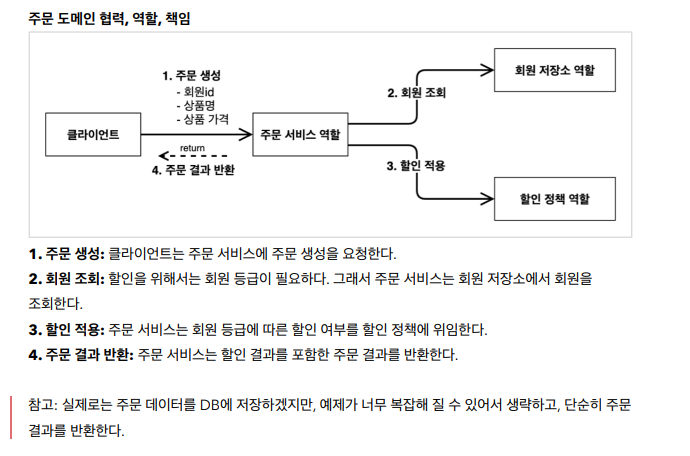 주문 도메인 협력, 역할, 책임
1. 주문 생성
- 회원id
- 상품명
- 상품 가격
클라이언트
주문 서비스 역할
return
4. 주문 결과 반환
2. 회원 조회
회원 저장소 역할
3. 할인 적용
할인 정책 역할
1. 주문 생성: 클라이언트는 주문 서비스에 주문 생성을 요청한다.
2. 회원 조회: 할인을 위해서는 회원 등급이 필요하다. 그래서 주문 서비스는 회원 저장소에서 회원을
조회한다.
3. 할인 적용: 주문 서비스는 회원 등급에 따른 할인 여부를 할인 정책에 위임한다.
4. 주문 결과 반환: 주문 서비스는 할인 결과를 포함한 주문 결과를 반환한다.
참고: 실제로는 주문 데이터를 DB에 저장하겠지만, 예제가 너무 복잡해 질 수 있어서 생략하고, 단순히 주문
결과를 반환한다.